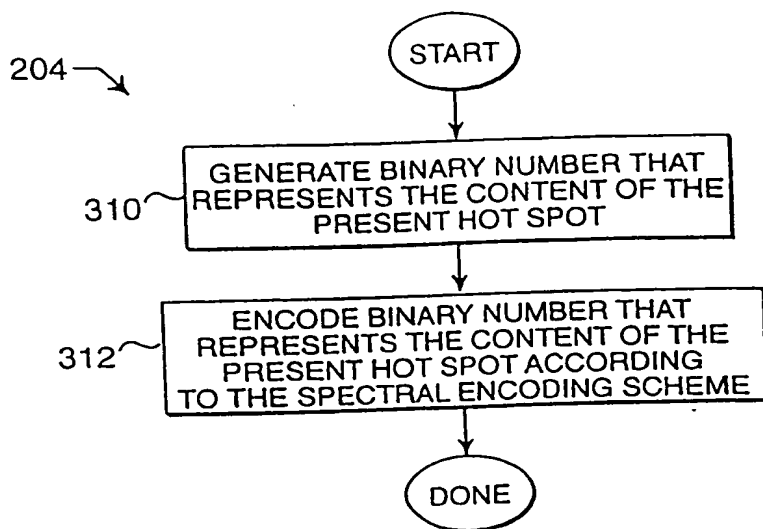 START
204
GENERATE BINARY NUMBER THAT
REPRESENTS THE CONTENT OF THE
PRESENT HOT SPOT.
310
ENCODE BINARY NUMBER THAT
REPRESENTS THE CONTENT OF THE
PRESENT HOT SPOT ACCORDING
TO THE SPECTRAL ENCODING SCHEME
312
DONE